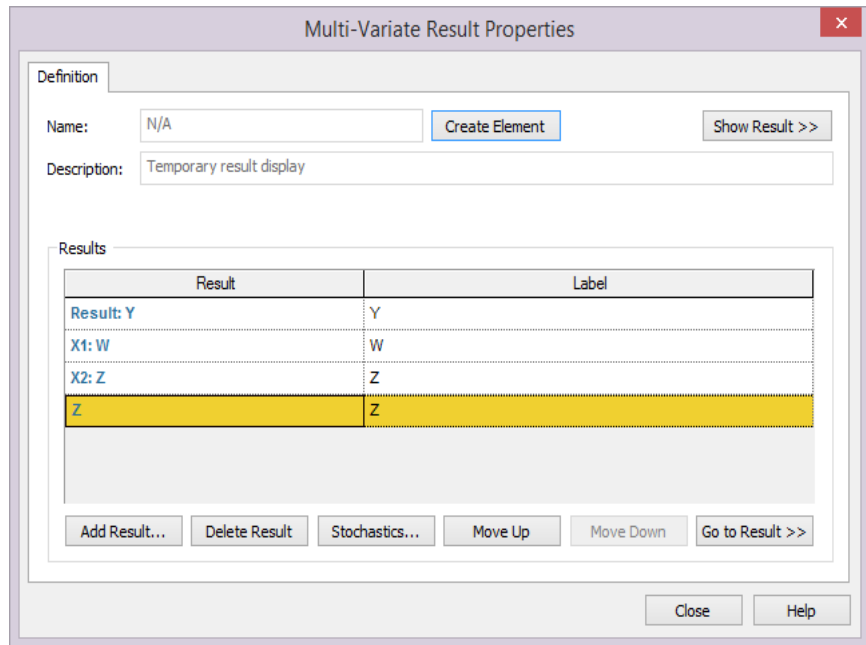 Multi-Variate Result Properties
×
Definition
Name: N/A Create Element Show Result >>
Description: Temporary result display
Results
Result Label
Result: Y Y
X1: W W
X2: Z Z
Z Z
Add Result... Delete Result Stochastics... Move Up Move Down Go to Result >>
Close Help